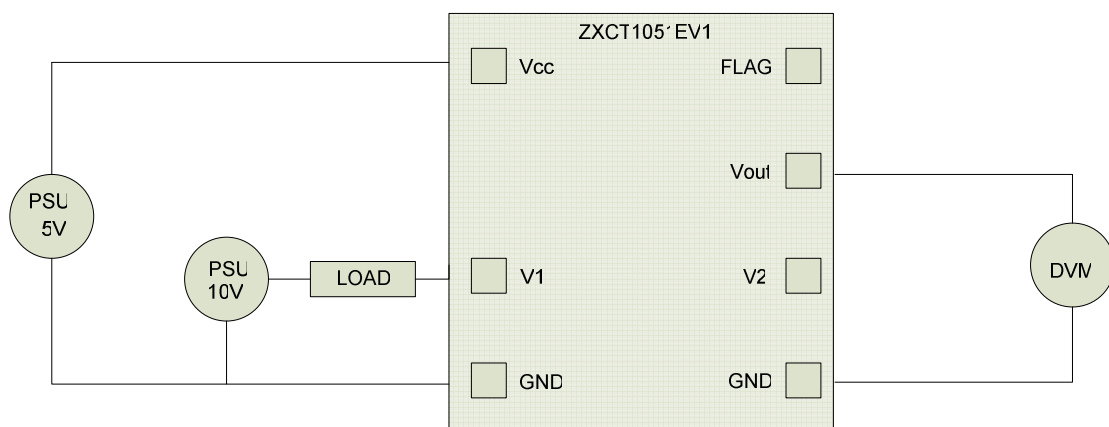 ZXCT1051EV1
Vcc
FLAG
Vout
PSU
5V
PSU
10V
LOAD
V1
V2
DVM
GND
GND